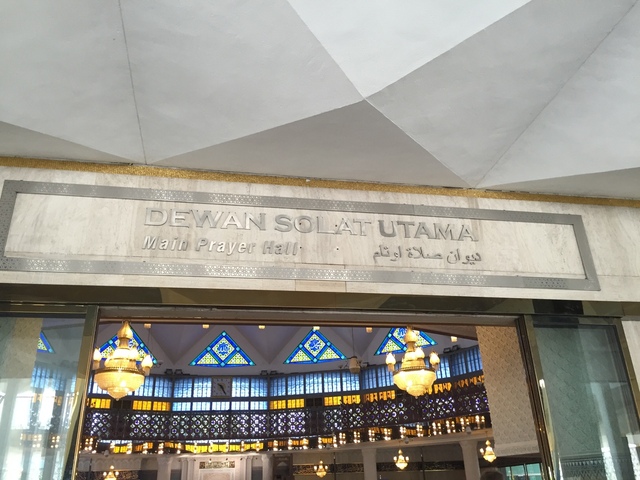 DEWAN SOLAT UTAMA
Main Prayer Hall
ديوان صلاة اوتام